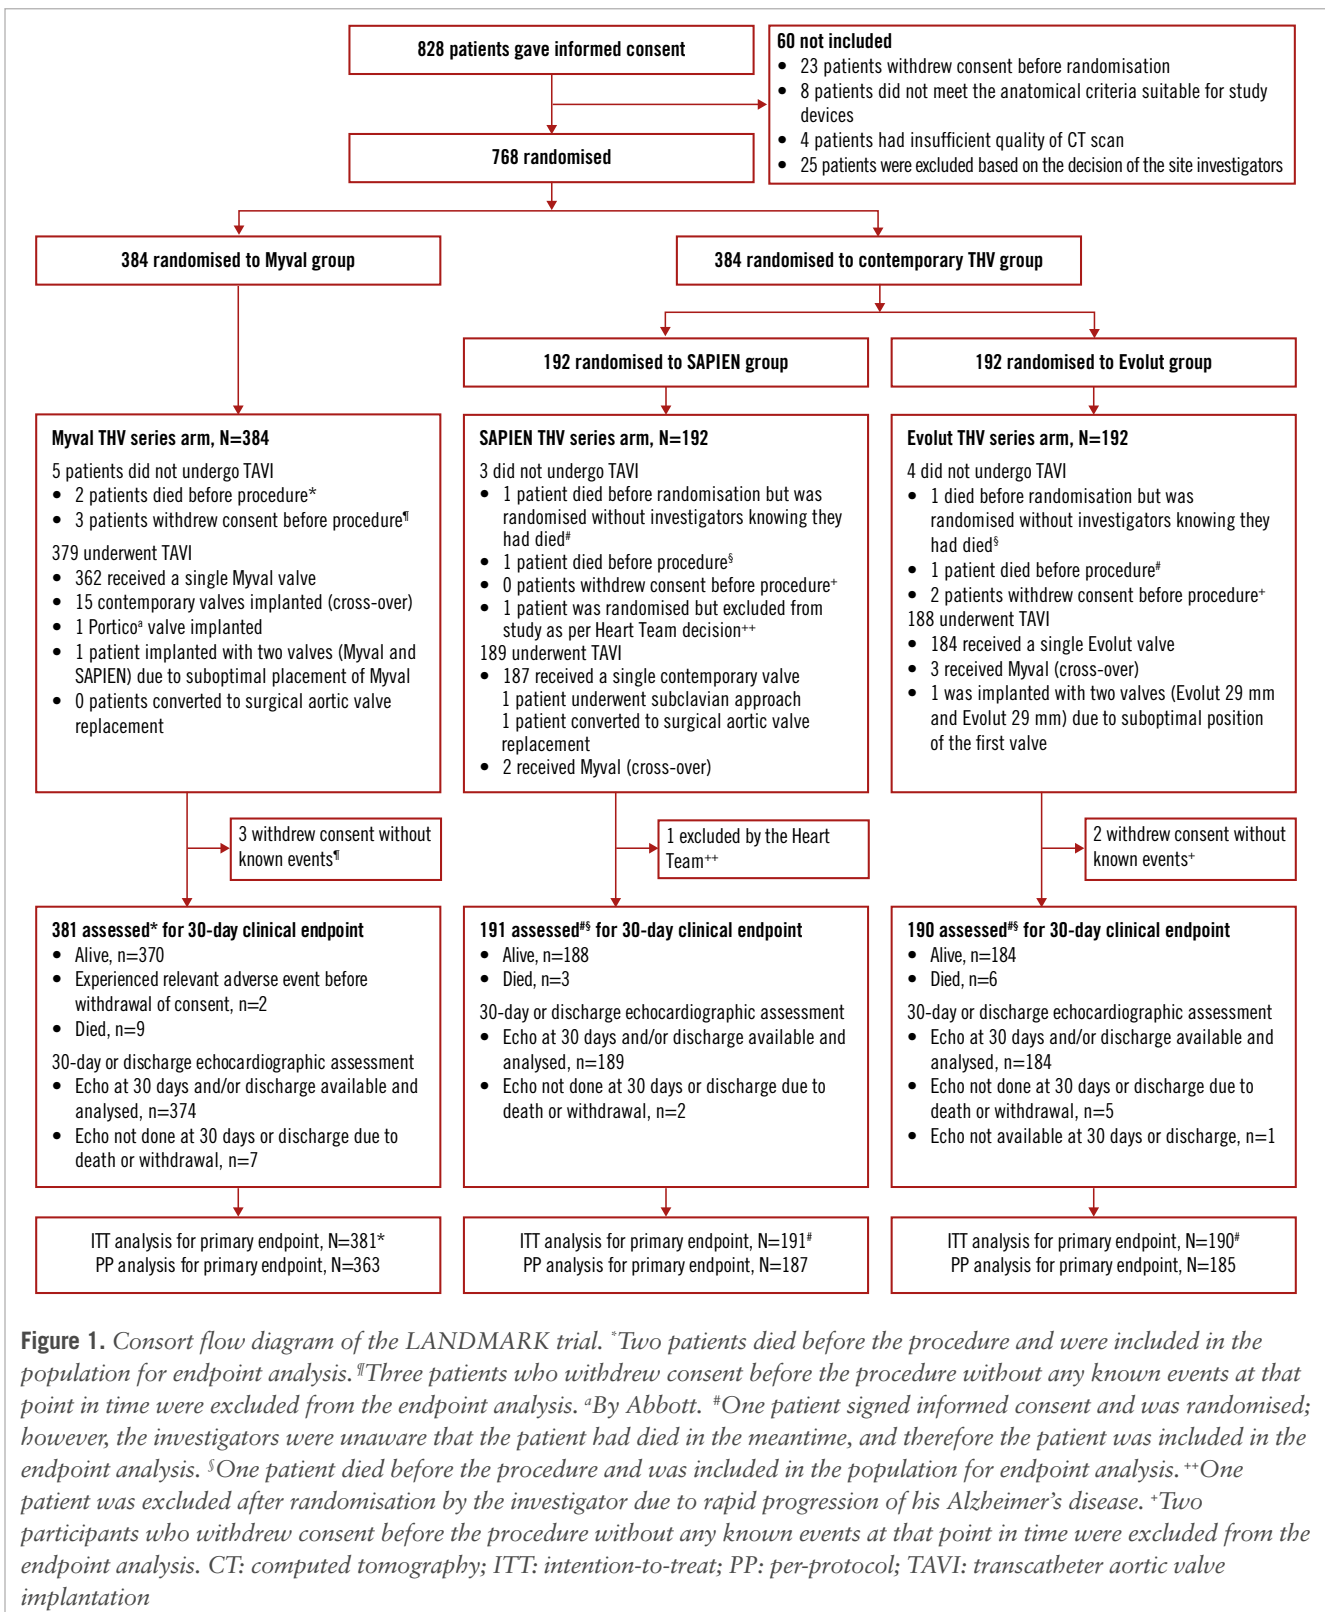 828 patients gave informed consent
60 not included
• 23 patients withdrew consent before randomisation
• 8 patients did not meet the anatomical criteria suitable for study
devices
• 4 patients had insufficient quality of CT scan
• 25 patients were excluded based on the decision of the site investigators
768 randomised
384 randomised to Myval group
384 randomised to contemporary THV group
192 randomised to SAPIEN group
192 randomised to Evolut group
Myval THV series arm, N=384
5 patients did not undergo TAVI
• 2 patients died before procedure*
• 3 patients withdrew consent before procedure¶
379 underwent TAVI
• 362 received a single Myval valve
• 15 contemporary valves implanted (cross-over)
• 1 Porticoᵃ valve implanted
• 1 patient implanted with two valves (Myval and
SAPIEN) due to suboptimal placement of Myval
• 0 patients converted to surgical aortic valve
replacement
SAPIEN THV series arm, N=192
3 did not undergo TAVI
• 1 patient died before randomisation but was
randomised without investigators knowing they
had died#
• 1 patient died before procedure§
• 0 patients withdrew consent before procedure⁺
• 1 patient was randomised but excluded from
study as per Heart Team decision⁺⁺
189 underwent TAVI
• 187 received a single contemporary valve
1 patient underwent subclavian approach
1 patient converted to surgical aortic valve
replacement
• 2 received Myval (cross-over)
Evolut THV series arm, N=192
4 did not undergo TAVI
• 1 died before randomisation but was
randomised without investigators knowing they
had died§
• 1 patient died before procedure#
• 2 patients withdrew consent before procedure⁺
188 underwent TAVI
• 184 received a single Evolut valve
• 3 received Myval (cross-over)
• 1 was implanted with two valves (Evolut 29 mm
and Evolut 29 mm) due to suboptimal position
of the first valve
3 withdrew consent without
known events¶
1 excluded by the Heart
Team⁺⁺
2 withdrew consent without
known events⁺
381 assessed* for 30-day clinical endpoint
• Alive, n=370
• Experienced relevant adverse event before
withdrawal of consent, n=2
• Died, n=9
30-day or discharge echocardiographic assessment
• Echo at 30 days and/or discharge available and
analysed, n=374
• Echo not done at 30 days or discharge due to
death or withdrawal, n=7
191 assessed#§ for 30-day clinical endpoint
• Alive, n=188
• Died, n=3
30-day or discharge echocardiographic assessment
• Echo at 30 days and/or discharge available and
analysed, n=189
• Echo not done at 30 days or discharge due to
death or withdrawal, n=2
190 assessed#§ for 30-day clinical endpoint
• Alive, n=184
• Died, n=6
30-day or discharge echocardiographic assessment
• Echo at 30 days and/or discharge available and
analysed, n=184
• Echo not done at 30 days or discharge due to
death or withdrawal, n=5
• Echo not available at 30 days or discharge, n=1
ITT analysis for primary endpoint, N=381*
PP analysis for primary endpoint, N=363
ITT analysis for primary endpoint, N=191#
PP analysis for primary endpoint, N=187
ITT analysis for primary endpoint, N=190#
PP analysis for primary endpoint, N=185
Figure 1. Consort flow diagram of the LANDMARK trial. *Two patients died before the procedure and were included in the
population for endpoint analysis. ¶Three patients who withdrew consent before the procedure without any known events at that
point in time were excluded from the endpoint analysis. ᵃBy Abbott. #One patient signed informed consent and was randomised;
however, the investigators were unaware that the patient had died in the meantime, and therefore the patient was included in the
endpoint analysis. §One patient died before the procedure and was included in the population for endpoint analysis. ⁺⁺One
patient was excluded after randomisation by the investigator due to rapid progression of his Alzheimer's disease. ⁺Two
participants who withdrew consent before the procedure without any known events at that point in time were excluded from the
endpoint analysis. CT: computed tomography; ITT: intention-to-treat; PP: per-protocol; TAVI: transcatheter aortic valve
implantation